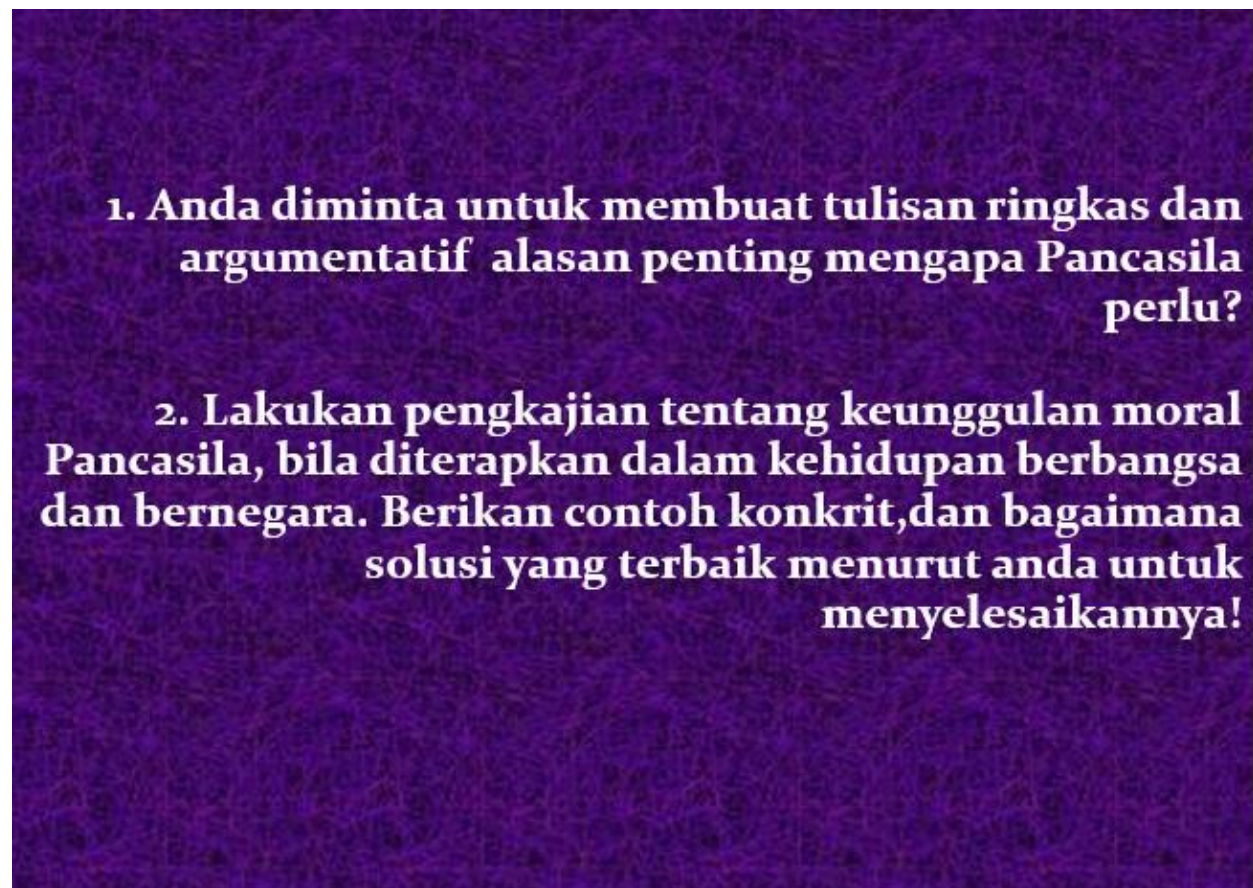 1. Anda diminta untuk membuat tulisan ringkas dan
argumentatif alasan penting mengapa Pancasila
perlu?
2. Lakukan pengkajian tentang keunggulan moral
Pancasila, bila diterapkan dalam kehidupan berbangsa
dan bernegara. Berikan contoh konkrit,dan bagaimana
solusi yang terbaik menurut anda untuk
menyelesaikannya!